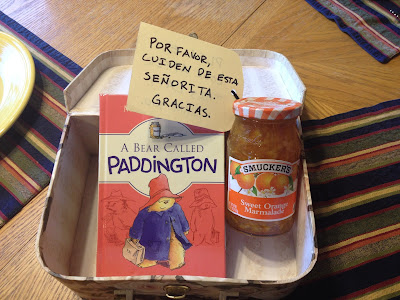 POR FAVOR,
CUIDEN DE ESTA
SEÑORITA.
GRACIAS.
A BEAR CALLED
PADDINGTON
SMUCKER'S
Sweet Orange
Marmalade